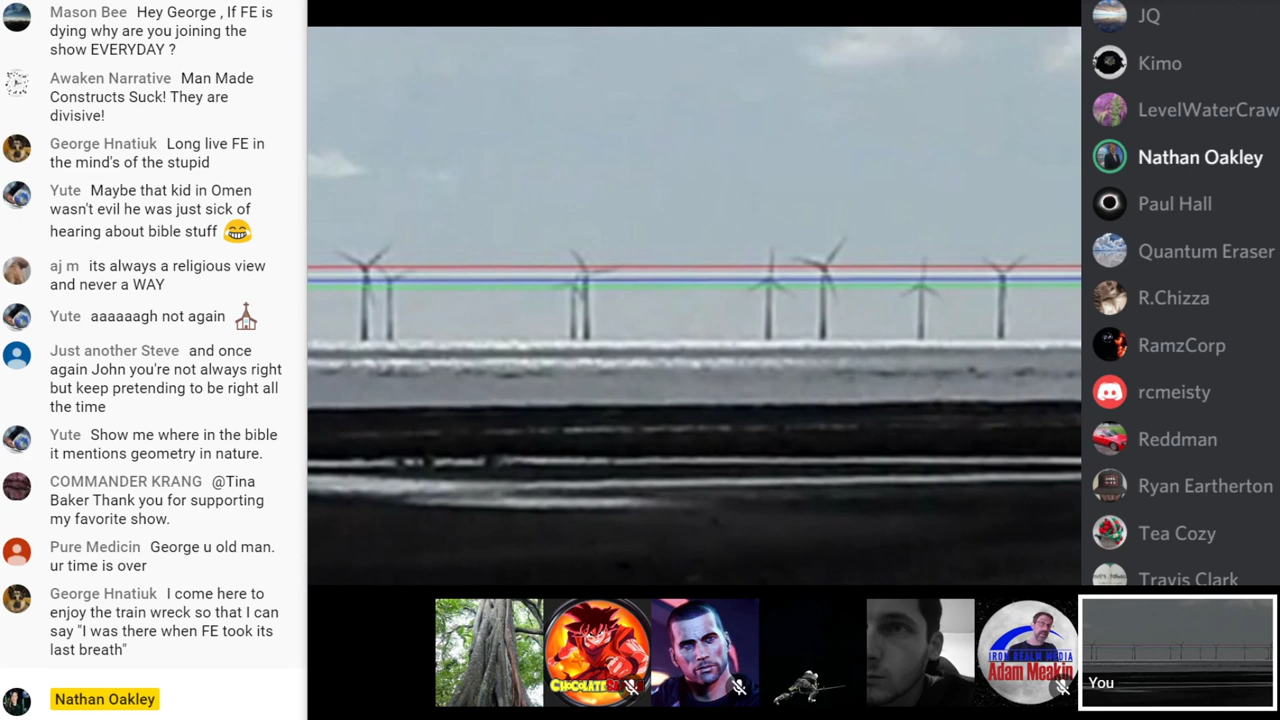 Mason Bee Hey George , If FE is
dying why are you joining the
show EVERYDAY ?
Awaken Narrative Man Made
Constructs Suck! They are
divisive!
George Hnatiuk Long live FE in
the mind's of the stupid
Yute Maybe that kid in Omen
wasn't evil he was just sick of
hearing about bible stuff
aj m its always a religious view
and never a WAY
Yute aaaaaagh not again
Just another Steve and once
again John you're not always right
but keep pretending to be right all
the time
Yute Show me where in the bible
it mentions geometry in nature.
COMMANDER KRANG @Tina
Baker Thank you for supporting
my favorite show.
Pure Medicin George u old man.
ur time is over
George Hnatiuk I come here to
enjoy the train wreck so that I can
say "I was there when FE took its
last breath"
Nathan Oakley
JQ
Kimo
LevelWaterCraw
Nathan Oakley
Paul Hall
Quantum Eraser
R.Chizza
RamzCorp
rcmeisty
Reddman
Ryan Eartherton
Tea Cozy
Travis Clark
IRON REALM MEDIA
Adam Meakin
You